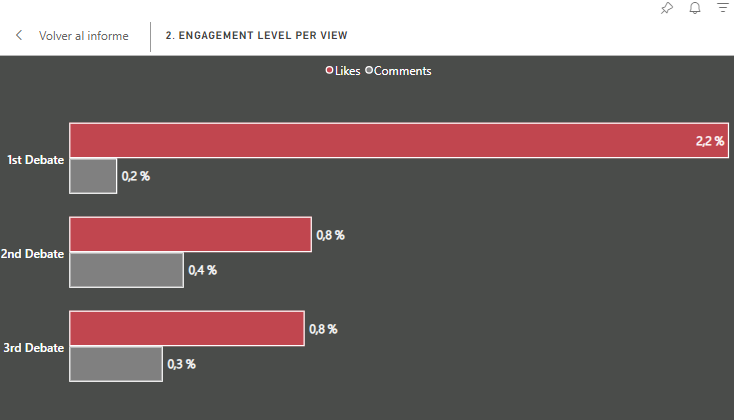 Volver al informe
2. ENGAGEMENT LEVEL PER VIEW
Likes Comments
1st Debate
2,2 %
0,2 %
2nd Debate
0,8 %
0,4 %
3rd Debate
0,8 %
0,3 %